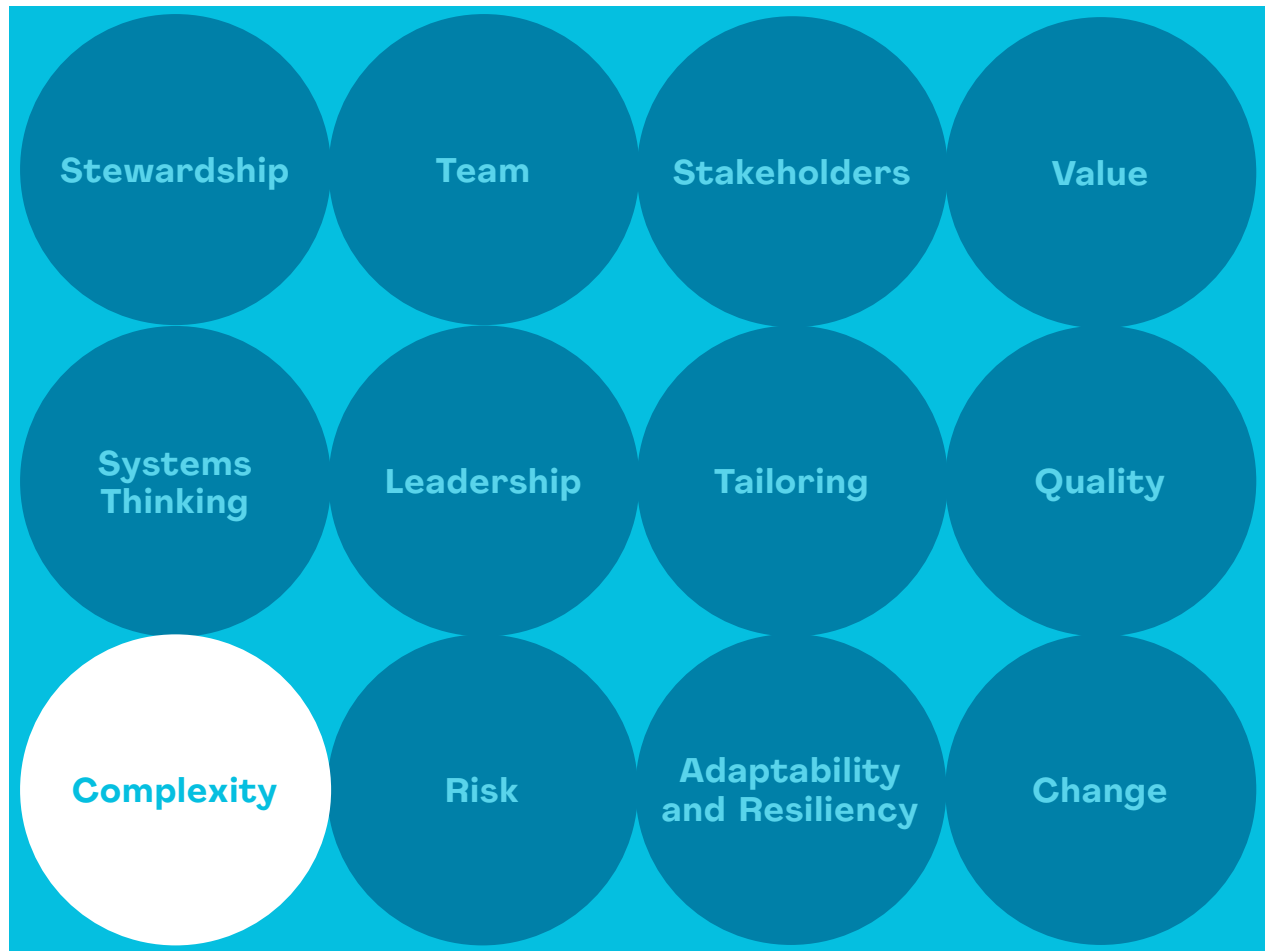 Stewardship
Team
Stakeholders
Value
Systems
Thinking
Leadership
Tailoring
Quality
Complexity
Risk
Adaptability
and Resiliency
Change